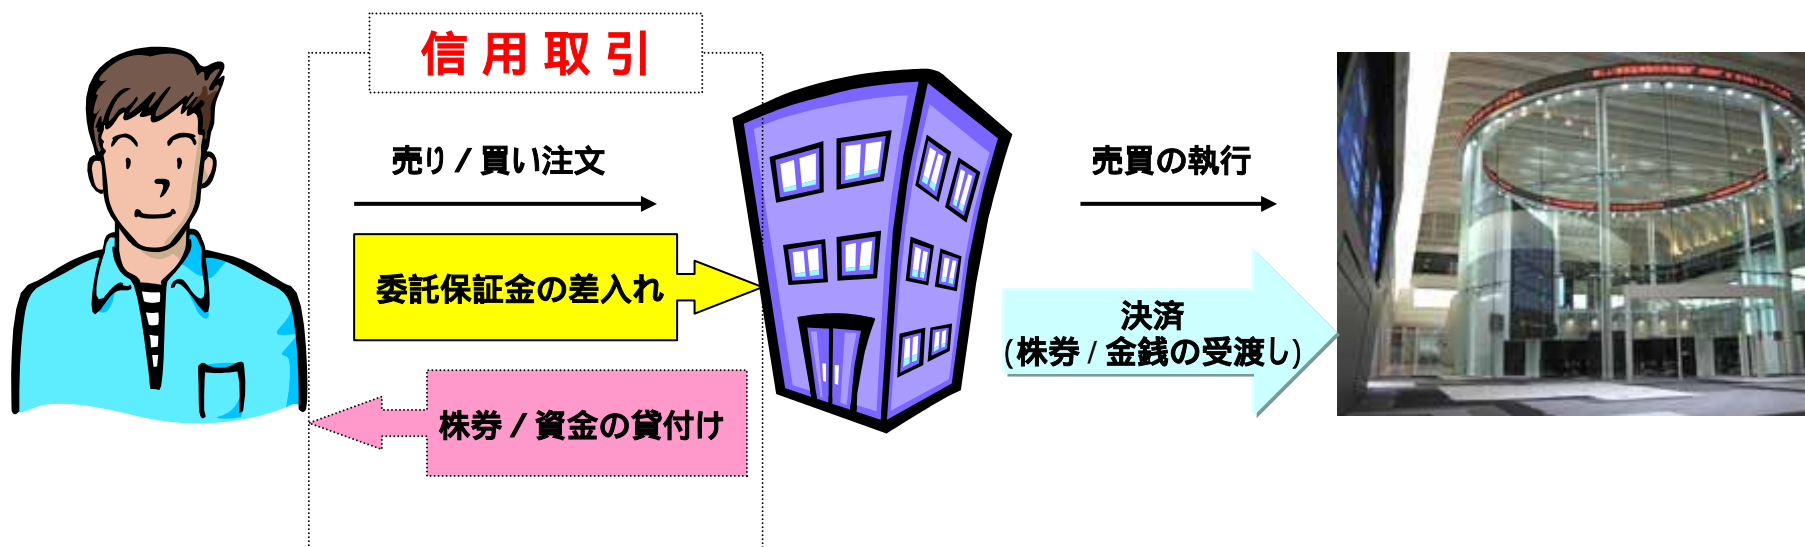 信用取引
売り/買い注文
売買の執行
委託保証金の差入れ
決済
(株券/金銭の受渡し)
株券/資金の貸付け